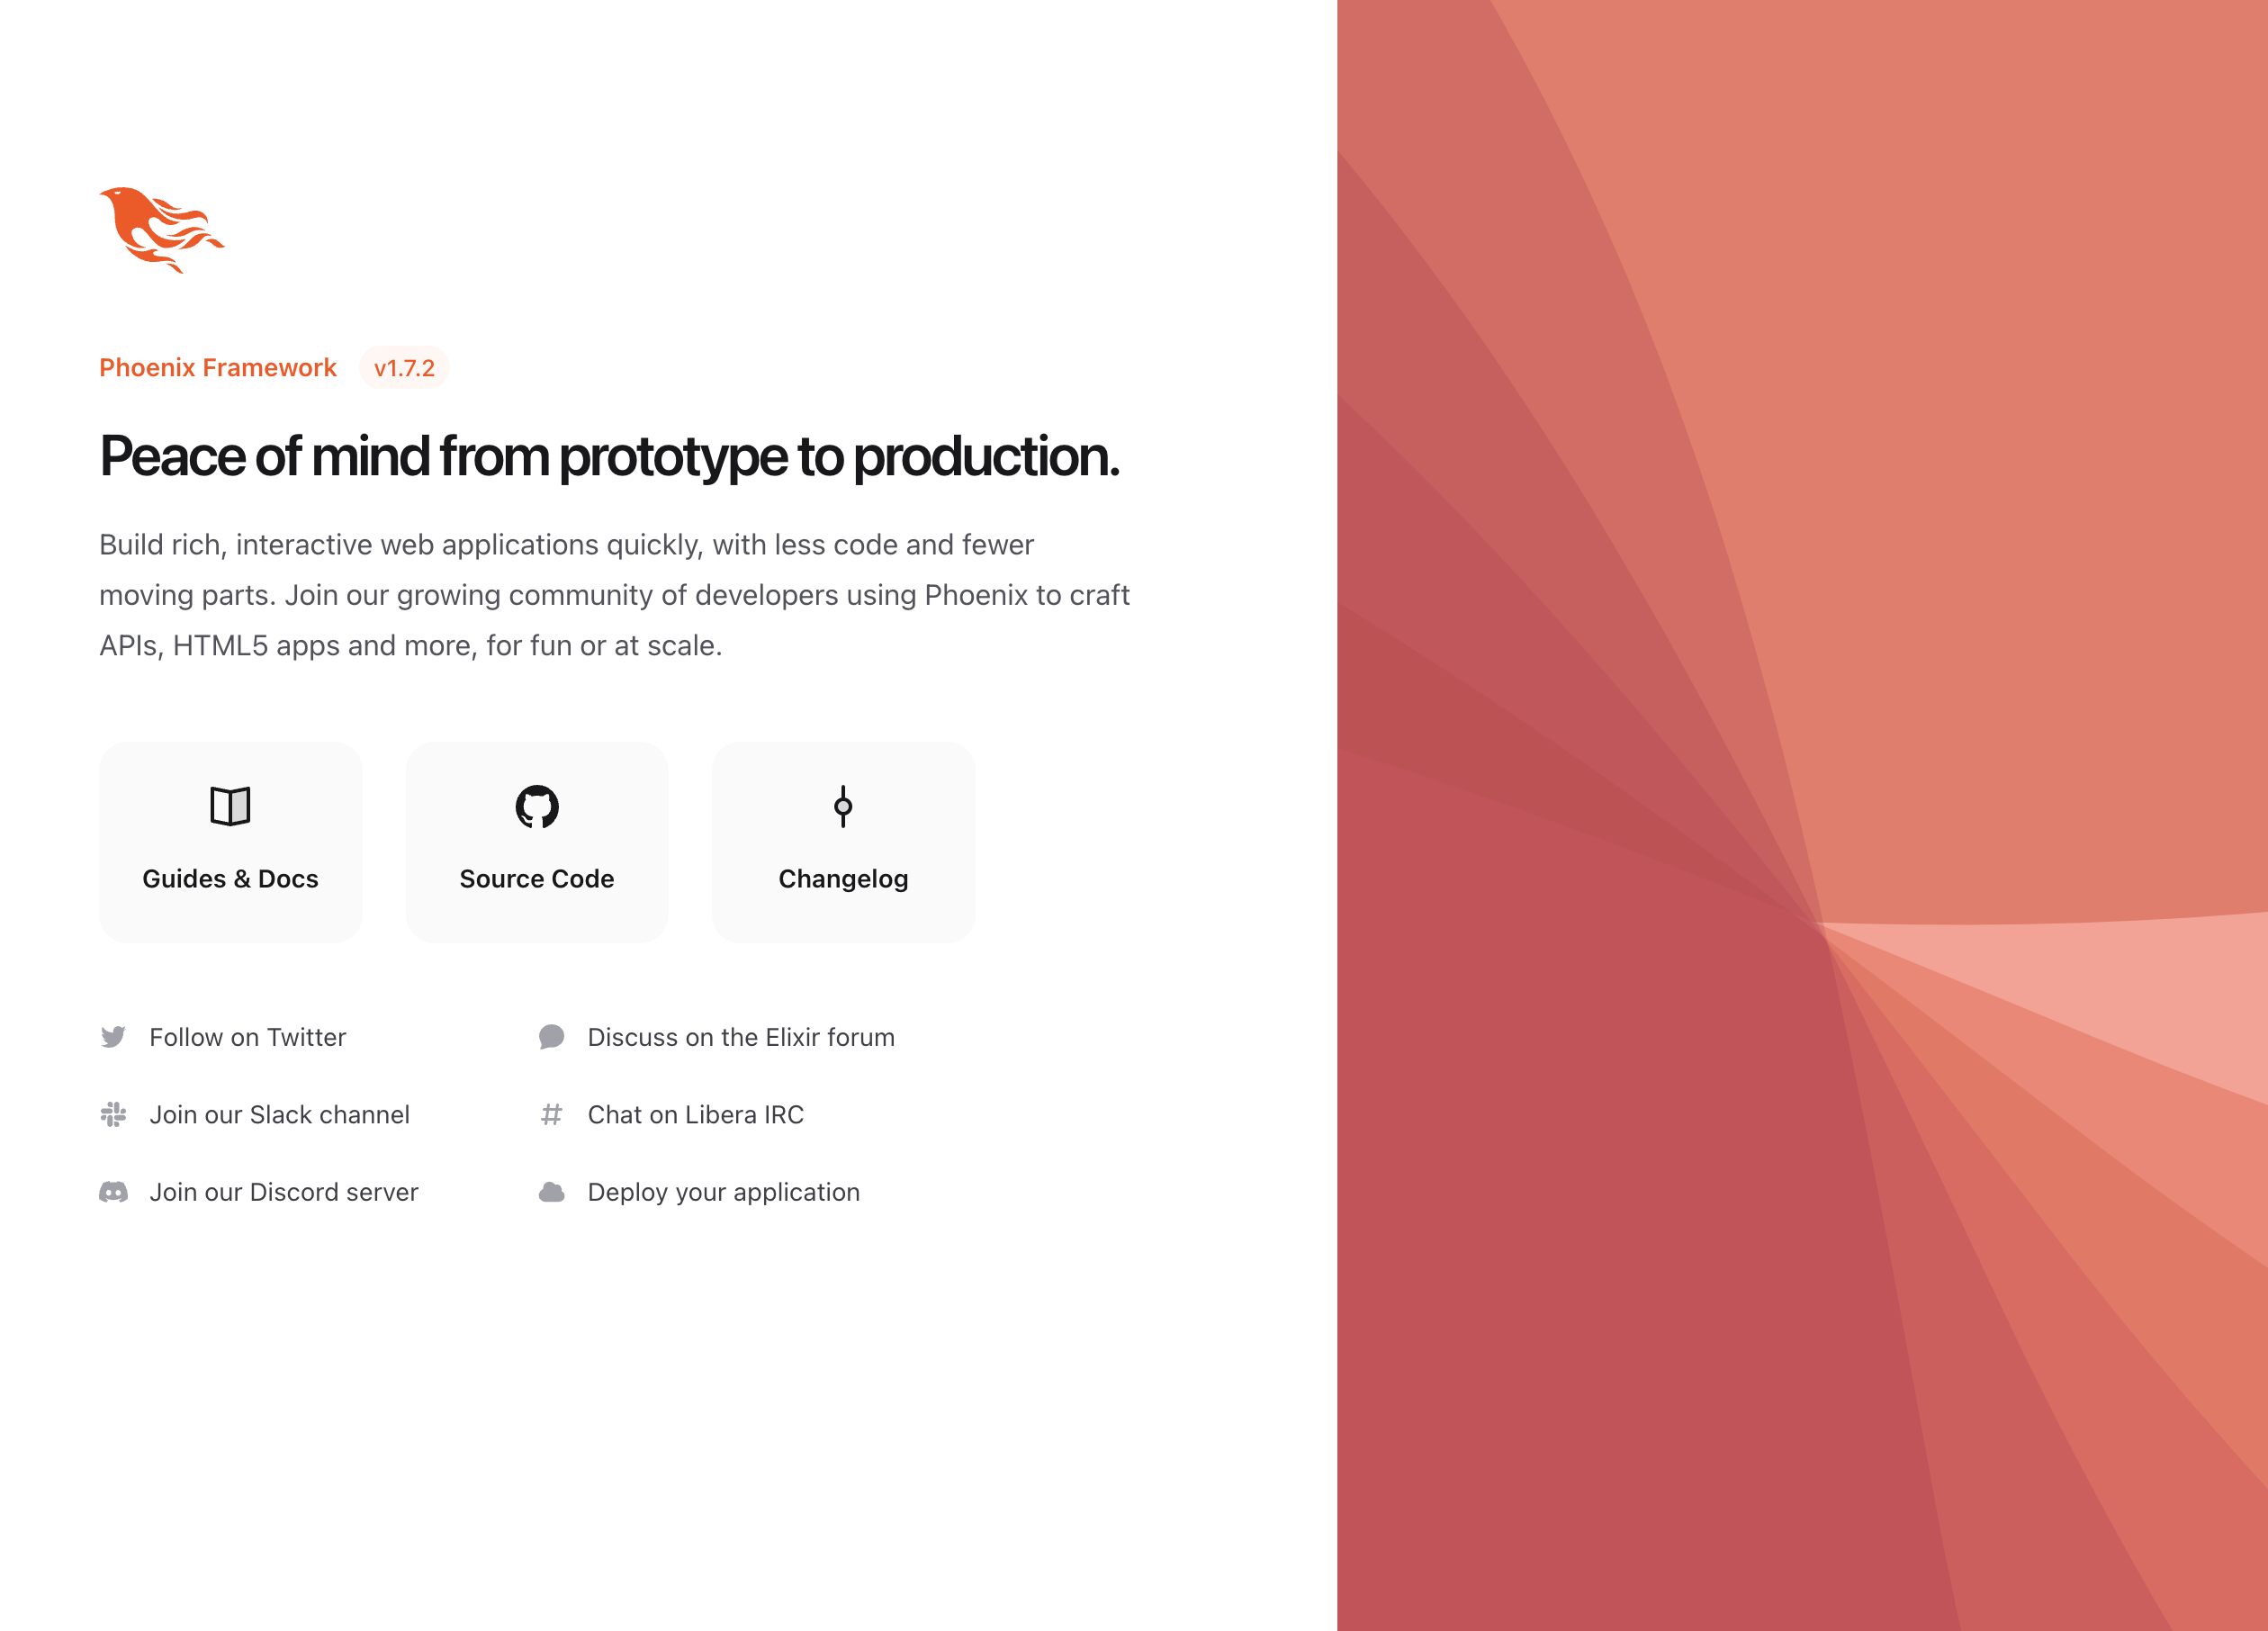 Phoenix Framework v1.7.2
Peace of mind from prototype to production.
Build rich, interactive web applications quickly, with less code and fewer
moving parts. Join our growing community of developers using Phoenix to craft
APIs, HTML5 apps and more, for fun or at scale.
Guides & Docs
Source Code
Changelog
Follow on Twitter
Discuss on the Elixir forum
Join our Slack channel
Chat on Libera IRC
Join our Discord server
Deploy your application